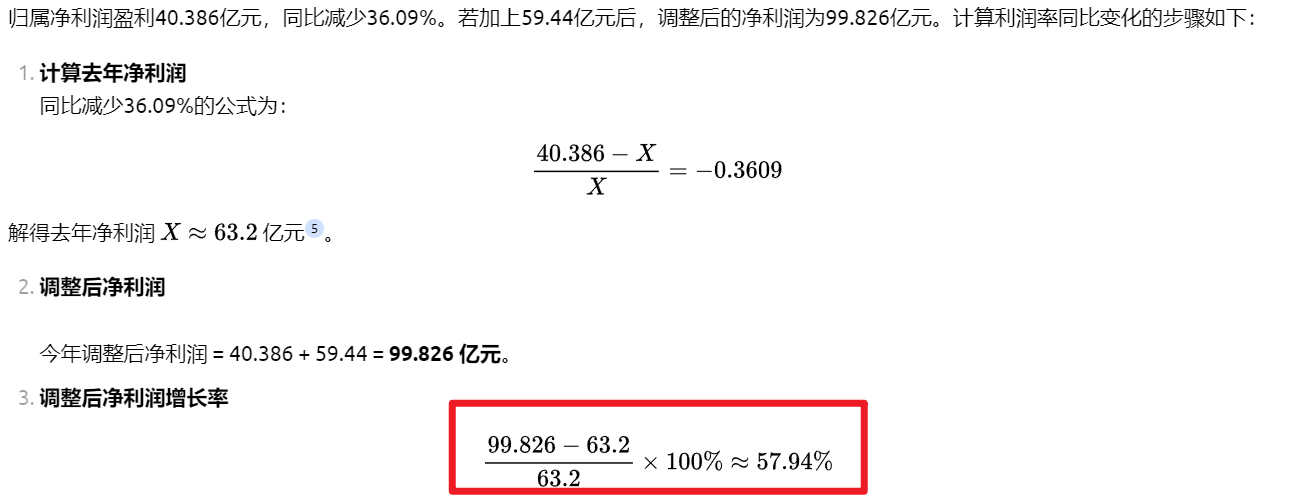 归属净利润盈利40.386亿元，同比减少36.09%。若加上59.44亿元后，调整后的净利润为99.826亿元。计算利润率同比变化的步骤如下：
1. 计算去年净利润
同比减少36.09%的公式为：
\frac{40.386 − X}{X} = −0.3609
解得去年净利润 X ≈ 63.2 亿元5。
2. 调整后净利润
今年调整后净利润 = 40.386 + 59.44 = 99.826 亿元。
3. 调整后净利润增长率
\frac{99.826 − 63.2}{63.2} × 100% ≈ 57.94%